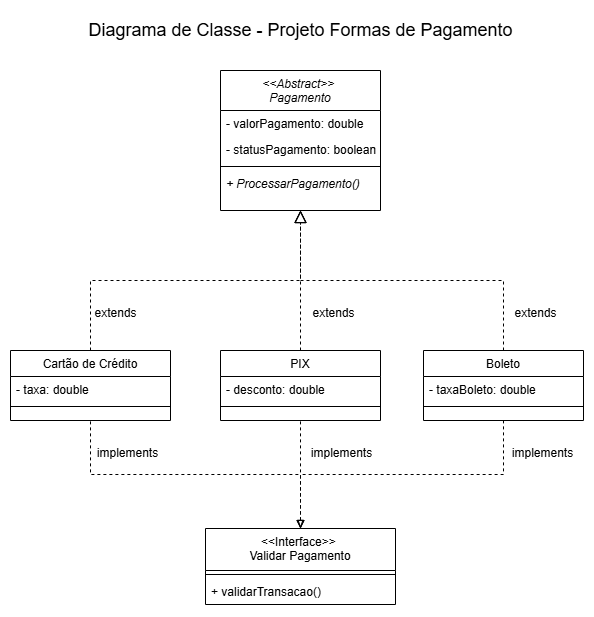 Diagrama de Classe - Projeto Formas de Pagamento
<<Abstract>>
Pagamento
- valorPagamento: double
- statusPagamento: boolean
+ ProcessarPagamento()
extends
extends
extends
Cartão de Crédito
- taxa: double
PIX
- desconto: double
Boleto
- taxaBoleto: double
implements
implements
implements
<<Interface>>
Validar Pagamento
+ validarTransacao()